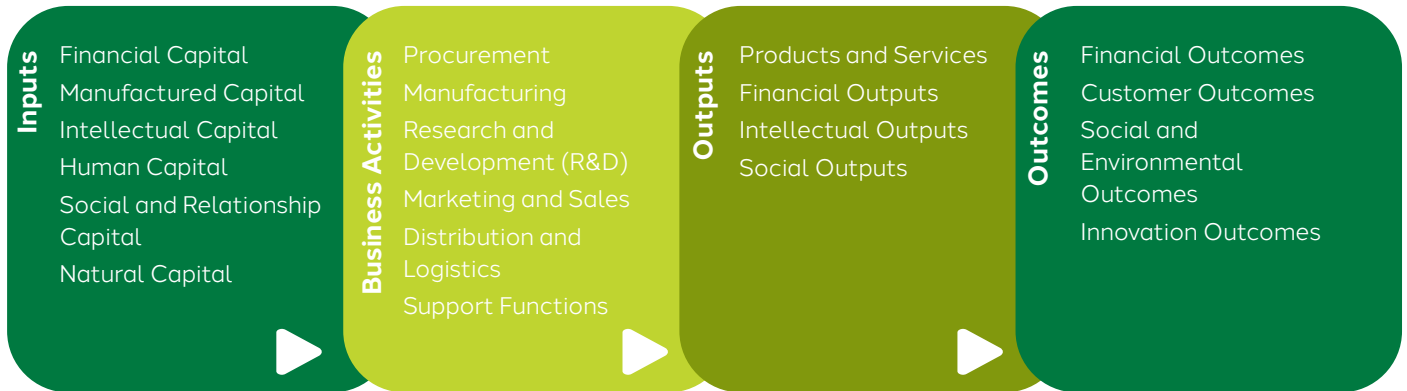 Inputs
Financial Capital
Manufactured Capital
Intellectual Capital
Human Capital
Social and Relationship
Capital
Natural Capital
Business Activities
Procurement
Manufacturing
Research and
Development (R&D)
Marketing and Sales
Distribution and
Logistics
Support Functions
Outputs
Products and Services
Financial Outputs
Intellectual Outputs
Social Outputs
Outcomes
Financial Outcomes
Customer Outcomes
Social and
Environmental
Outcomes
Innovation Outcomes